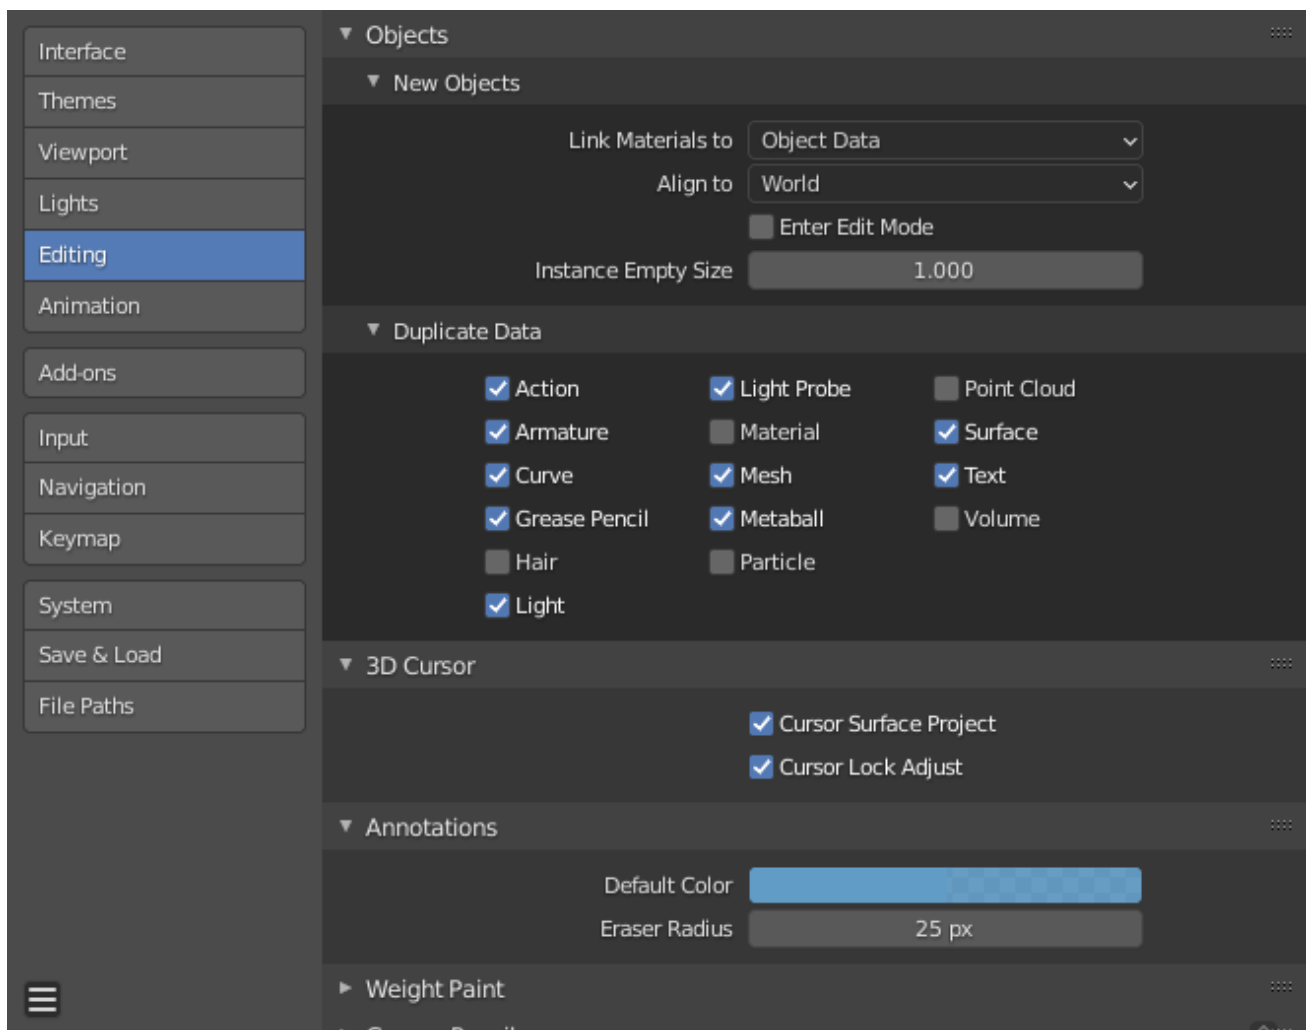 Interface
Themes
Viewport
Lights
Editing
Animation
Add-ons
Input
Navigation
Keymap
System
Save & Load
File Paths
Objects
New Objects
Link Materials to Object Data
Align to World
Enter Edit Mode
Instance Empty Size 1.000
Duplicate Data
Action Light Probe Point Cloud
Armature Material Surface
Curve Mesh Text
Grease Pencil Metaball Volume
Hair Particle
Light
3D Cursor
Cursor Surface Project
Cursor Lock Adjust
Annotations
Default Color
Eraser Radius 25 px
Weight Paint